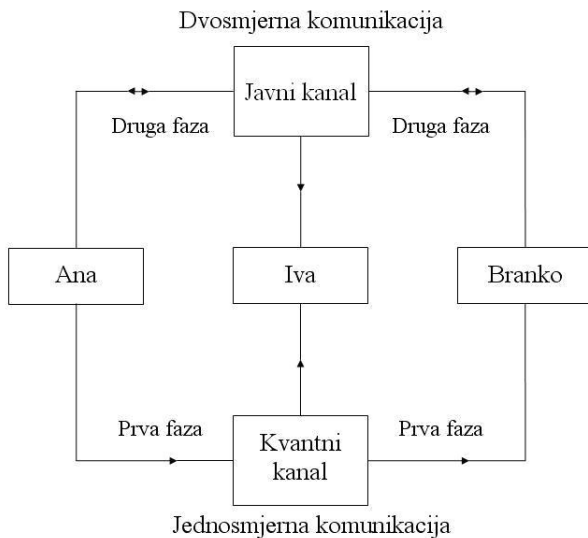 Dvosmjerna komunikacija
Javni kanal
Druga faza
Druga faza
Ana
Iva
Branko
Prva faza
Kvantni
kanal
Prva faza
Jednosmjerna komunikacija